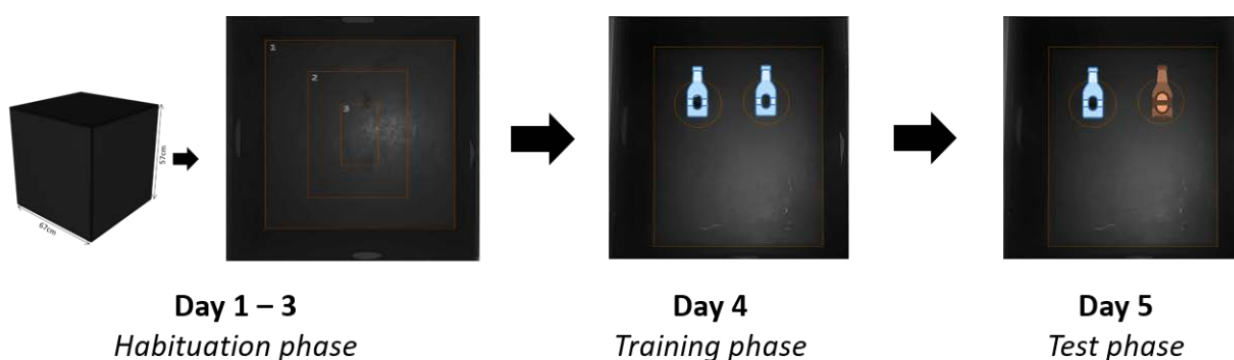 1
2
3
57cm
67cm
Day 1 – 3
Habituation phase
Day 4
Training phase
Day 5
Test phase